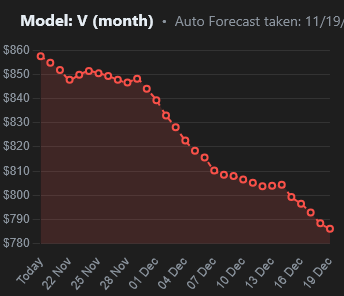 Model: V (month) • Auto Forecast taken: 11/19/
$860
$850
$840
$830
$820
$810
$800
$790
$780
Today
22 Nov
25 Nov
28 Nov
01 Dec
04 Dec
07 Dec
10 Dec
13 Dec
16 Dec
19 Dec